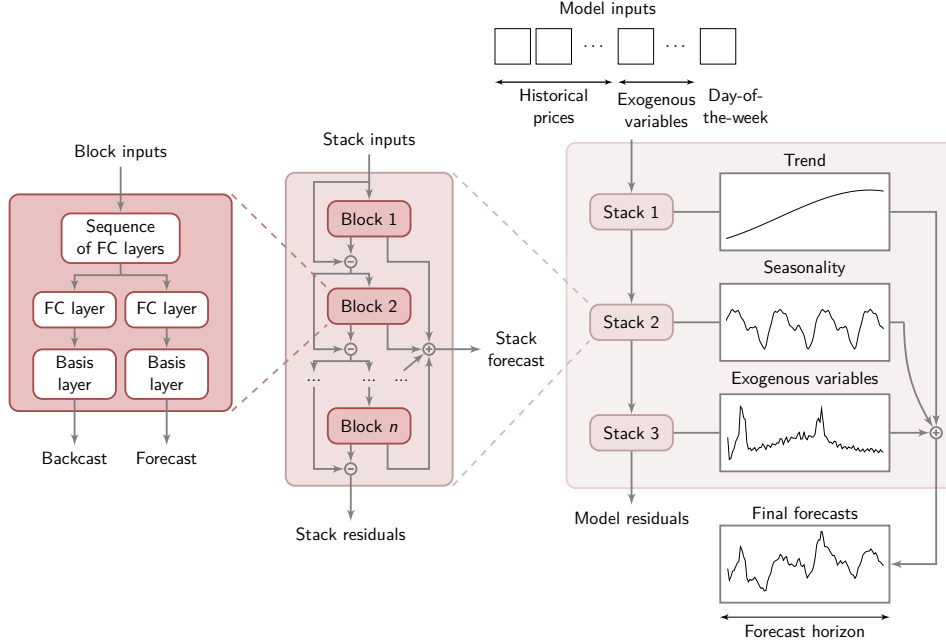 Model inputs
...
...
Historical
prices
Exogenous
variables
Day-of-
the-week
Block inputs
Sequence
of FC layers
FC layer
FC layer
Basis
layer
Basis
layer
Backcast
Forecast
Stack inputs
Block 1
Block 2
...
...
...
Block n
Stack
forecast
Stack residuals
Trend
Stack 1
Seasonality
Stack 2
Exogenous variables
Stack 3
Model residuals
Final forecasts
Forecast horizon